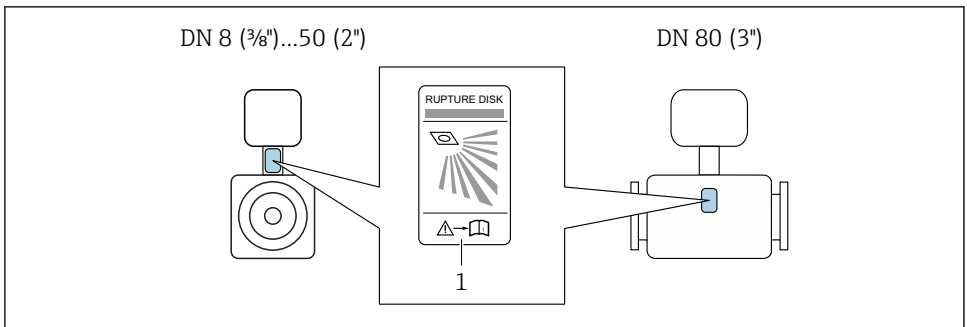 DN 8 (⅜")...50 (2")
DN 80 (3")
RUPTURE DISK
1